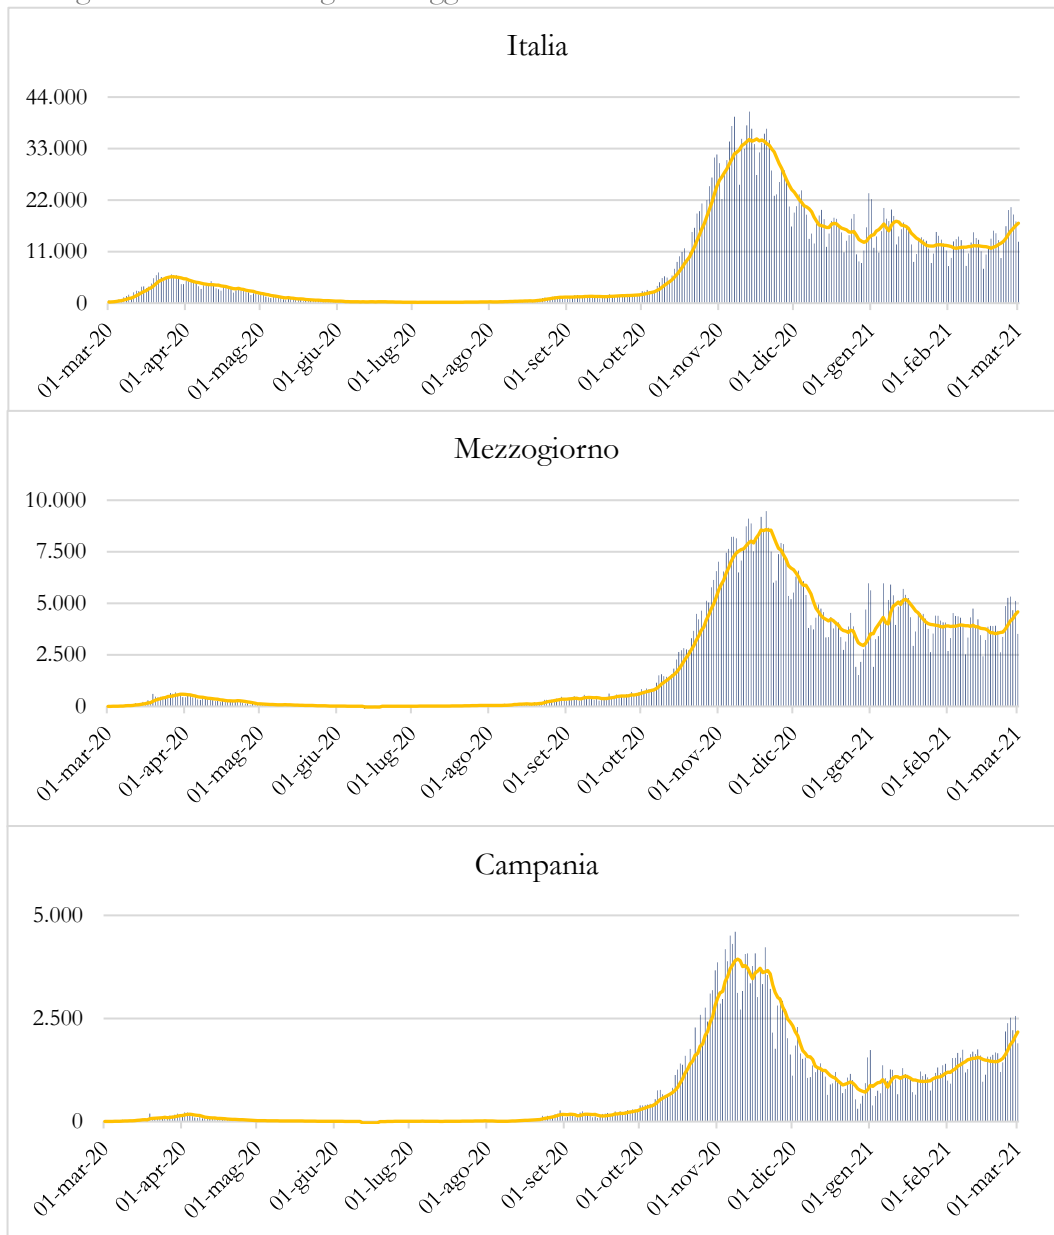 Italia
44.000
33.000
22.000
11.000
0
01-mar-20 01-apr-20 01-mag-20 01-giu-20 01-lug-20 01-ago-20 01-set-20 01-ott-20 01-nov-20 01-dic-20 01-gen-21 01-feb-21 01-mar-21
Mezzogiorno
10.000
7.500
5.000
2.500
0
01-mar-20 01-apr-20 01-mag-20 01-giu-20 01-lug-20 01-ago-20 01-set-20 01-ott-20 01-nov-20 01-dic-20 01-gen-21 01-feb-21 01-mar-21
Campania
5.000
2.500
0
01-mar-20 01-apr-20 01-mag-20 01-giu-20 01-lug-20 01-ago-20 01-set-20 01-ott-20 01-nov-20 01-dic-20 01-gen-21 01-feb-21 01-mar-21